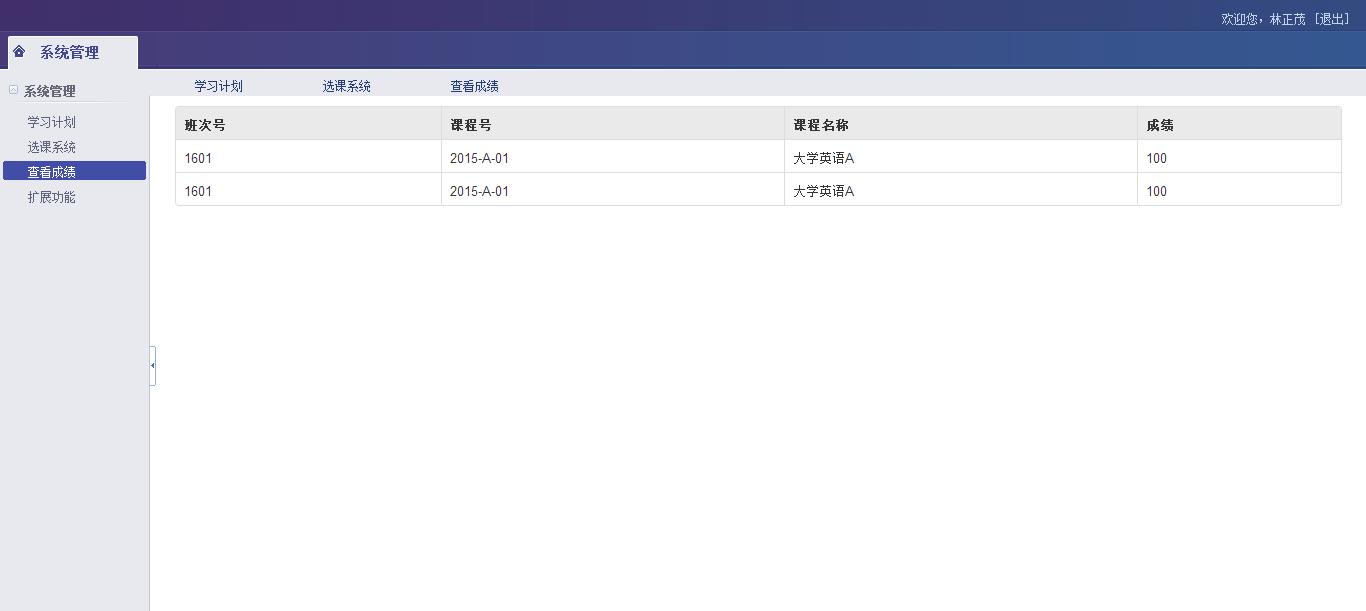 欢迎您，林正茂 [退出]
系统管理
系统管理
学习计划
选课系统
查看成绩
扩展功能
学习计划 选课系统 查看成绩
班次号 课程号 课程名称 成绩
1601 2015-A-01 大学英语A 100
1601 2015-A-01 大学英语A 100